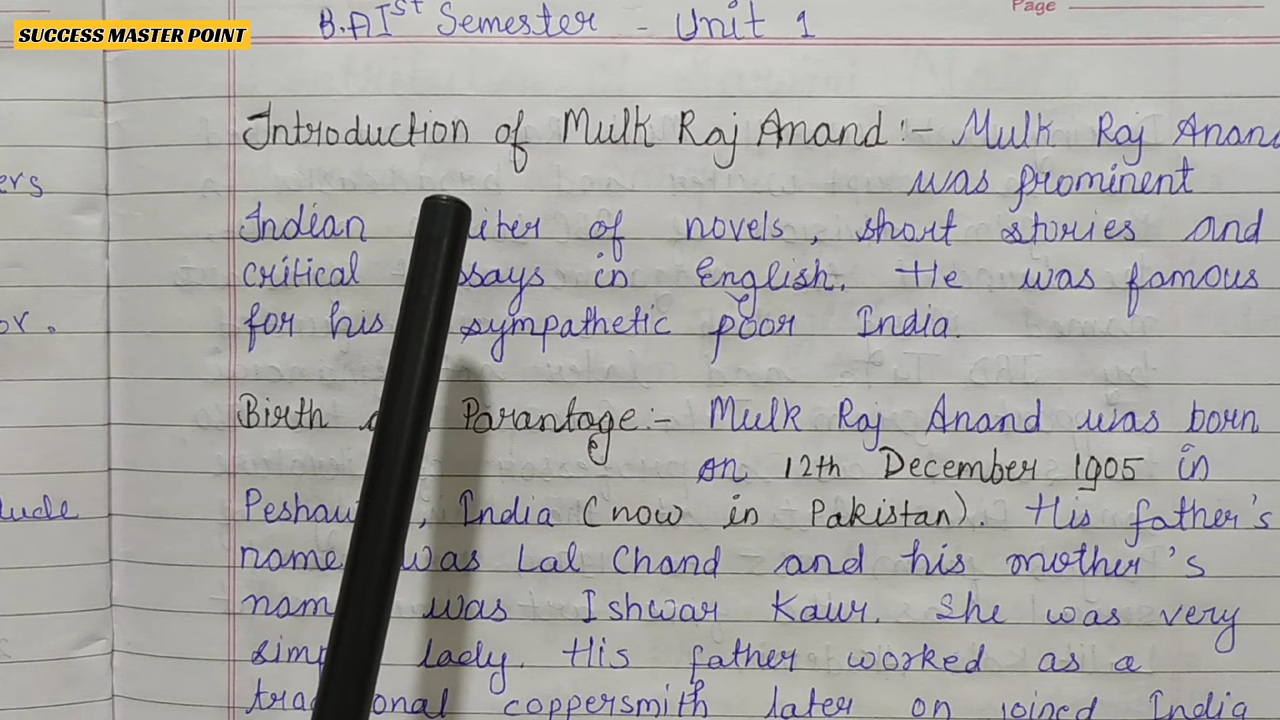 Page
SUCCESS MASTER POINT
B.A Ist Semester - Unit 1
Introduction of Mulk Raj Anand :- Mulk Raj Anand
was prominent
Indian of novels, short stories and
critical in English. He was famous
for his sympathetic poor India.
Birth Parantage:- Mulk Raj Anand was born
on 12th December 1905 in
India (now in Pakistan). His father's
name was Lal Chand and his mother's
was Ishwar Kaur. She was very
lady. His father worked as a
coppersmith later on joined India